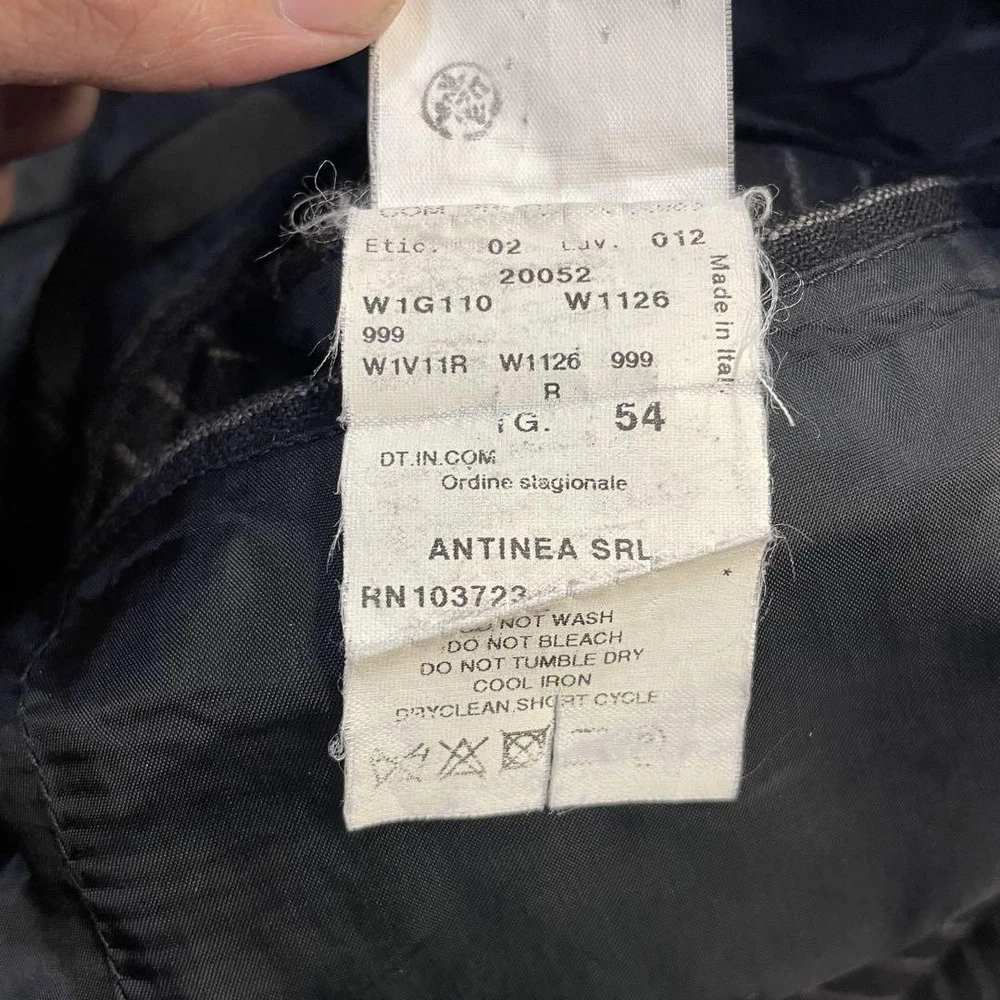 Etic. 02 Lav. 012
20052
W1G110 W1126
999
W1V11R W1126 999
R
TG. 54
Made in Ital
DT.IN.COM
Ordine stagionale
ANTINEA SRL
RN103723
DO NOT WASH
DO NOT BLEACH
DO NOT TUMBLE DRY
COOL IRON
DRYCLEAN.SHORT CYCLE